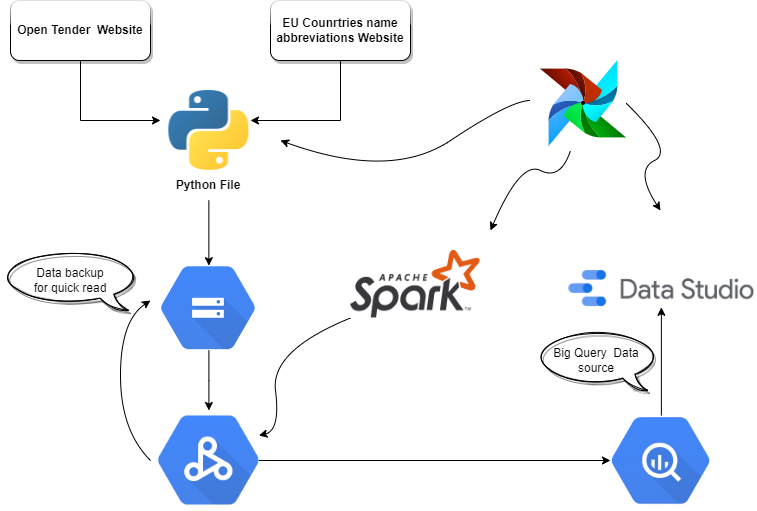 Open Tender Website
EU Counrtries name
abbreviations Website
Python File
Data backup
for quick read
APACHE
Spark™
Data Studio
Big Query Data
source